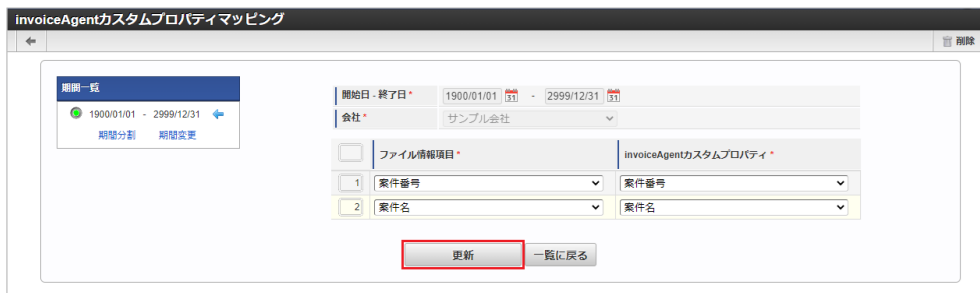 invoiceAgentカスタムプロパティマッピング
削除
期間一覧
1900/01/01 - 2999/12/31
期間分割 期間変更
開始日 - 終了日* 1900/01/01 31 - 2999/12/31 31
会社* サンプル会社
ファイル情報項目* invoiceAgentカスタムプロパティ*
1 案件番号 案件番号
2 案件名 案件名
更新 一覧に戻る